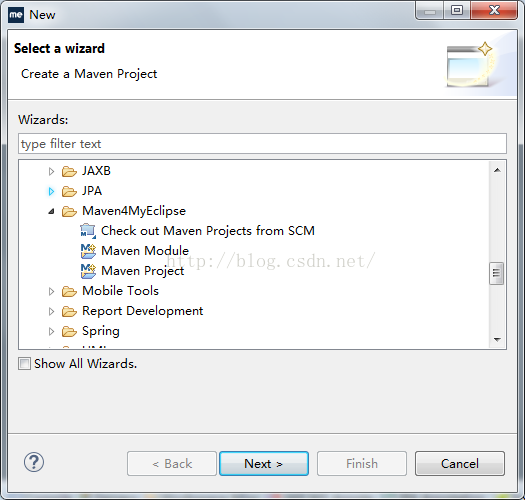 me New
Select a wizard
Create a Maven Project
Wizards:
type filter text
JAXB
JPA
Maven4MyEclipse
Check out Maven Projects from SCM
Maven Module
http://blog.csdn.net/
Maven Project
Mobile Tools
Report Development
Spring
Show All Wizards.
? < Back Next > Finish Cancel